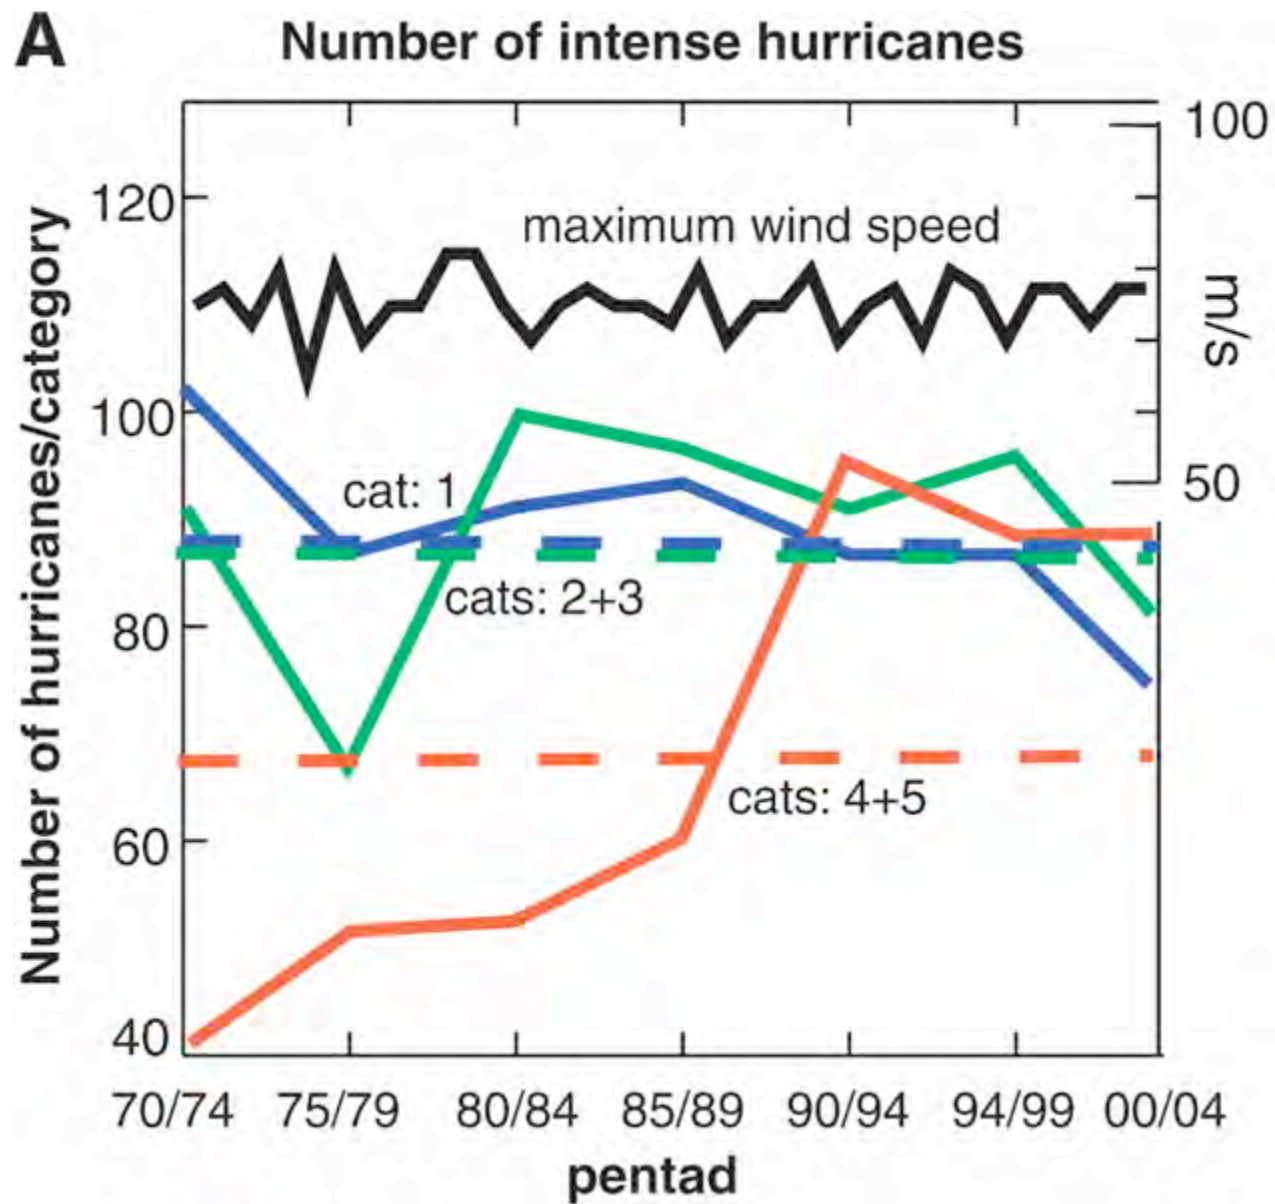 A
Number of intense hurricanes
100
120
maximum wind speed
Number of hurricanes/category
m/s
100
cat: 1
50
cats: 2+3
80
cats: 4+5
60
40
70/74 75/79 80/84 85/89 90/94 94/99 00/04
pentad